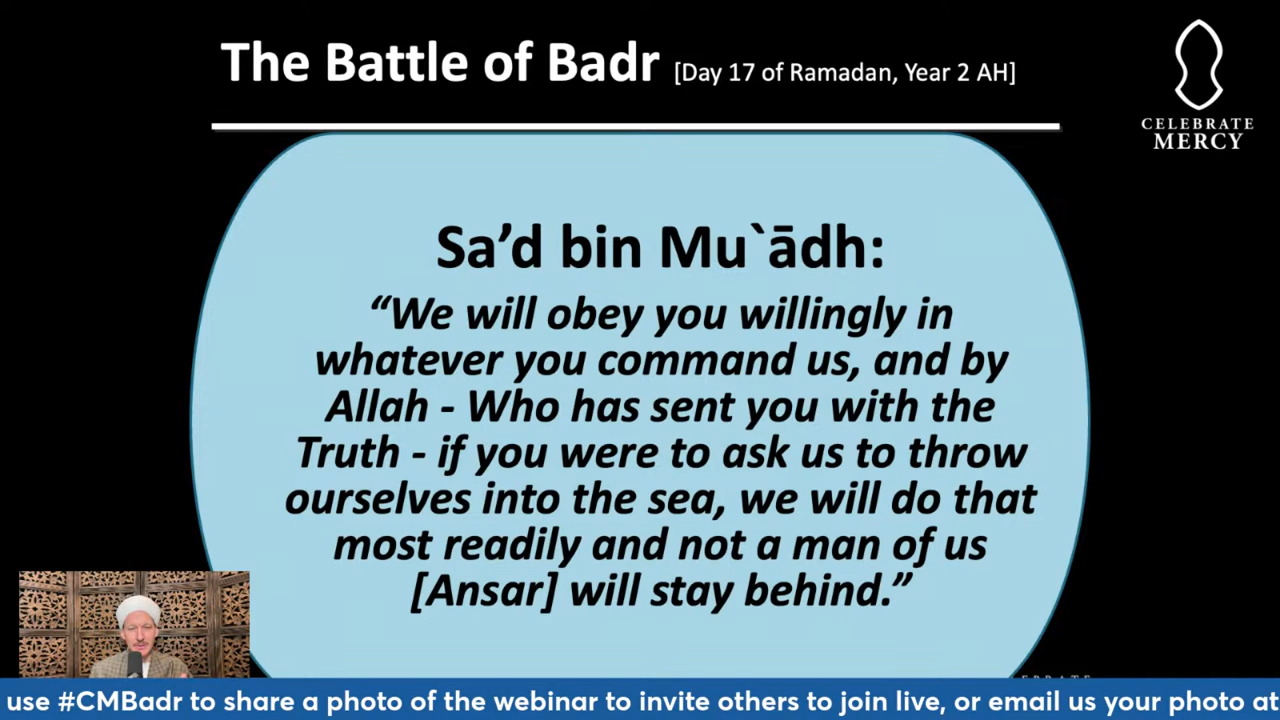 The Battle of Badr [Day 17 of Ramadan, Year 2 AH]
CELEBRATE
MERCY
Sa’d bin Mu`ādh:
“We will obey you willingly in
whatever you command us, and by
Allah - Who has sent you with the
Truth - if you were to ask us to throw
ourselves into the sea, we will do that
most readily and not a man of us
[Ansar] will stay behind.”
use #CMBadr to share a photo of the webinar to invite others to join live, or email us your photo at